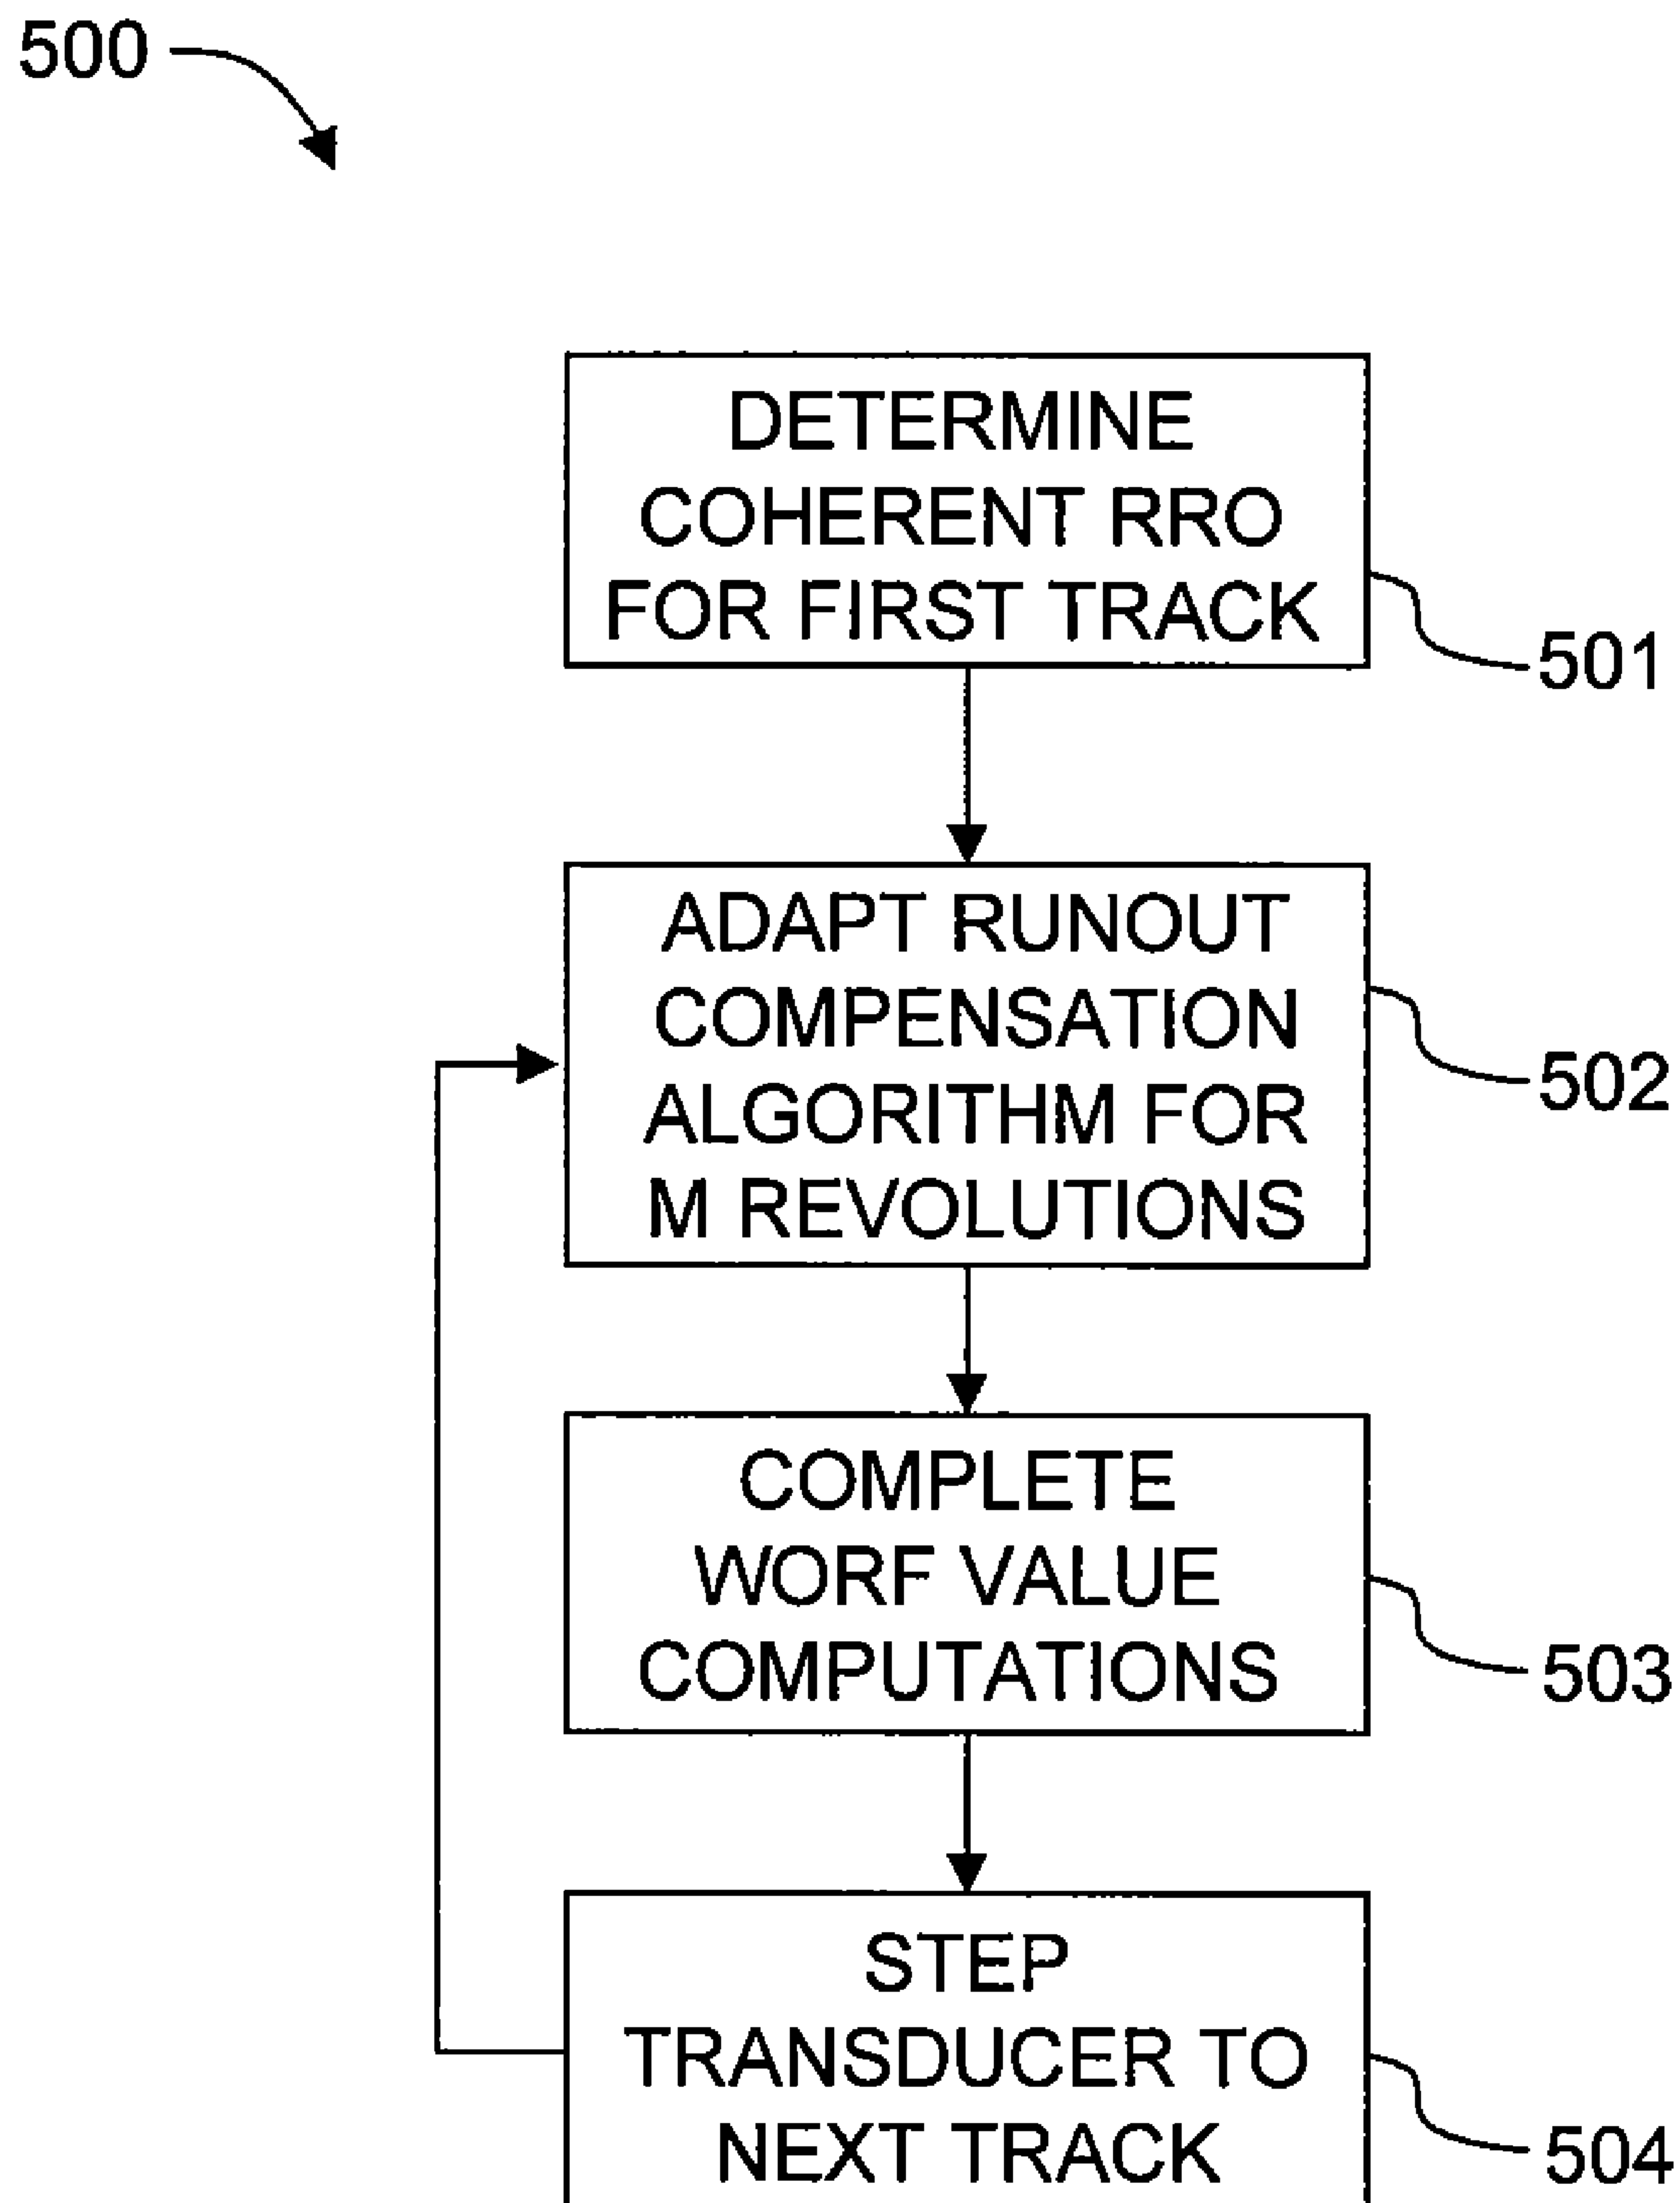 500
DETERMINE
COHERENT RRO
FOR FIRST TRACK
501
ADAPT RUNOUT
COMPENSATION
ALGORITHM FOR
M REVOLUTIONS
502
COMPLETE
WORF VALUE
COMPUTATIONS
503
STEP
TRANSDUCER TO
NEXT TRACK
504